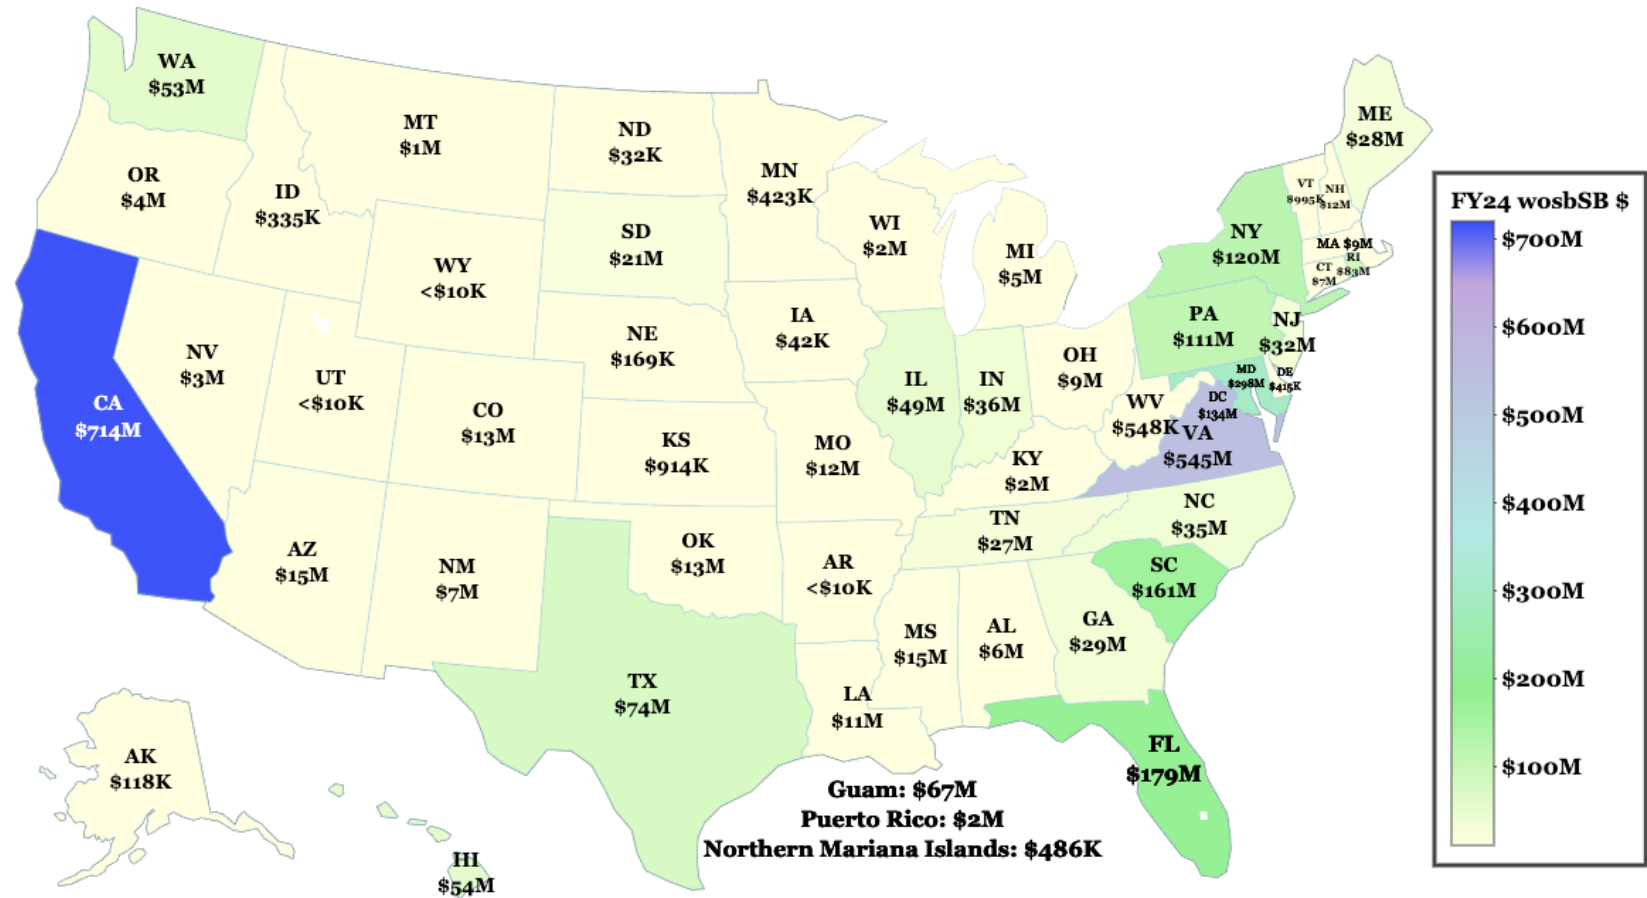 WA
$53M
OR
$4M
CA
$714M
NV
$3M
ID
$335K
MT
$1M
WY
<$10K
UT
<$10K
AZ
$15M
CO
$13M
NM
$7M
ND
$32K
SD
$21M
NE
$169K
KS
$914K
OK
$13M
TX
$74M
MN
$423K
IA
$42K
MO
$12M
AR
<$10K
LA
$11M
WI
$2M
IL
$49M
MI
$5M
IN
$36M
OH
$9M
KY
$2M
TN
$27M
MS
$15M
AL
$6M
GA
$29M
FL
$179M
SC
$161M
NC
$35M
VA
$545M
WV
$548K
DC
$134M
MD
$298M
DE
$415K
NJ
$32M
PA
$111M
NY
$120M
CT
$7M
RI
$83M
MA $9M
VT
$995K
NH
$12M
ME
$28M
AK
$118K
HI
$54M
Guam: $67M
Puerto Rico: $2M
Northern Mariana Islands: $486K
FY24 wosbSB $
$700M
$600M
$500M
$400M
$300M
$200M
$100M